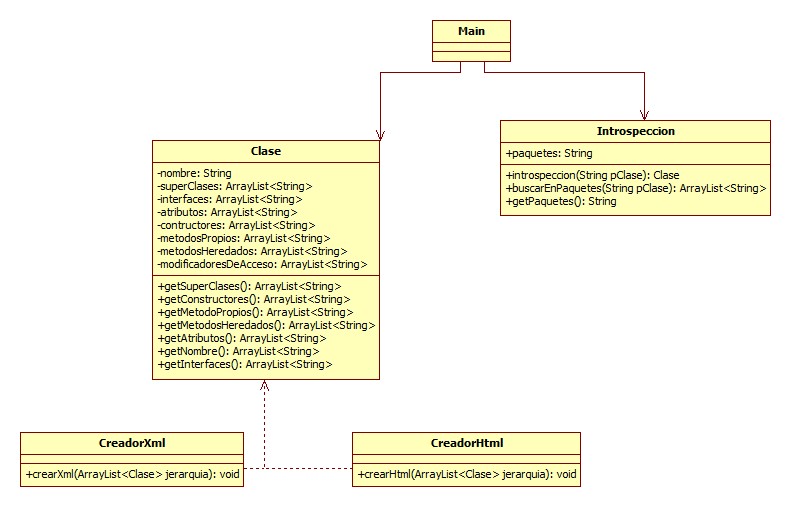 Main
Clase
-nombre: String
-superClases: ArrayList<String>
-interfaces: ArrayList<String>
-atributos: ArrayList<String>
-contructores: ArrayList<String>
-metodosPropios: ArrayList<String>
-metodosHeredados: ArrayList<String>
-modificadoresDeAcceso: ArrayList<String>
+getSuperClases(): ArrayList<String>
+getConstructores(): ArrayList<String>
+getMetodoPropios(): ArrayList<String>
+getMetodosHeredados(): ArrayList<String>
+getAtributos(): ArrayList<String>
+getNombre(): ArrayList<String>
+getInterfaces(): ArrayList<String>
Introspeccion
+paquetes: String
+introspeccion(String pClase): Clase
+buscarEnPaquetes(String pClase): ArrayList<String>
+getPaquetes(): String
CreadorXml
+crearXml(ArrayList<Clase> jerarquia): void
CreadorHtml
+crearHtml(ArrayList<Clase> jerarquia): void